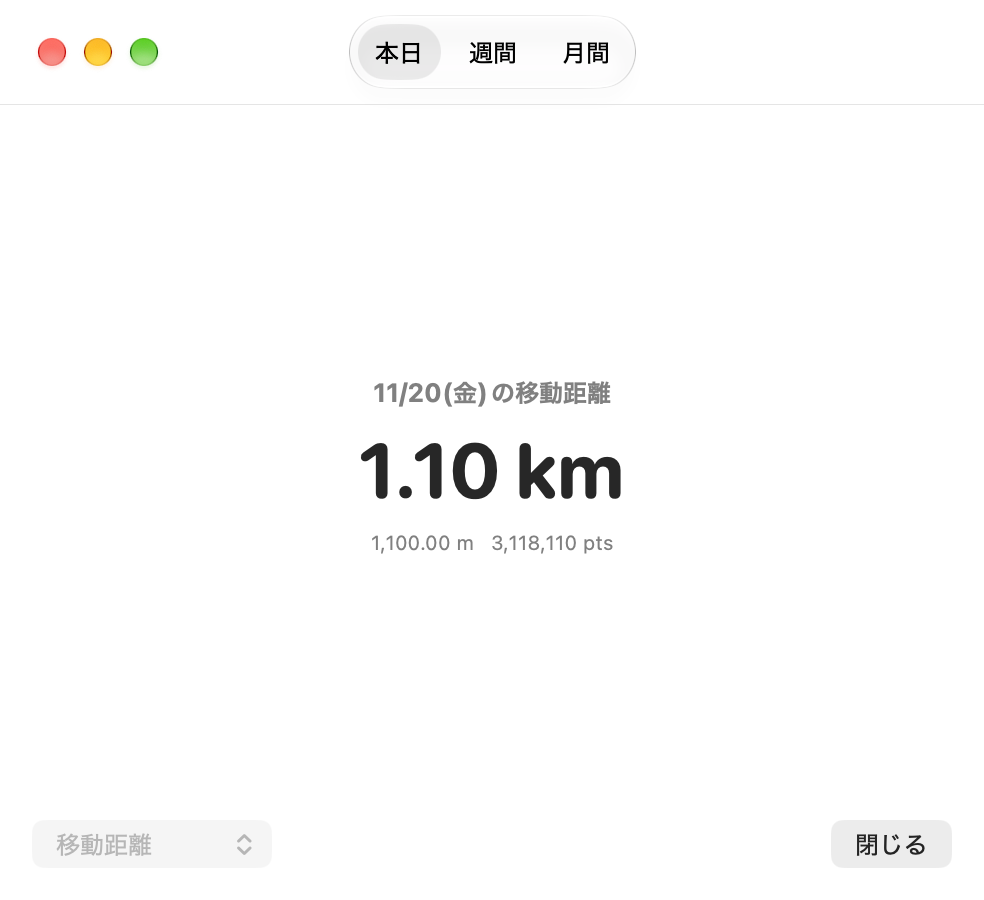 本日 週間 月間
11/20(金)の移動距離
1.10 km
1,100.00 m 3,118,110 pts
移動距離 閉じる